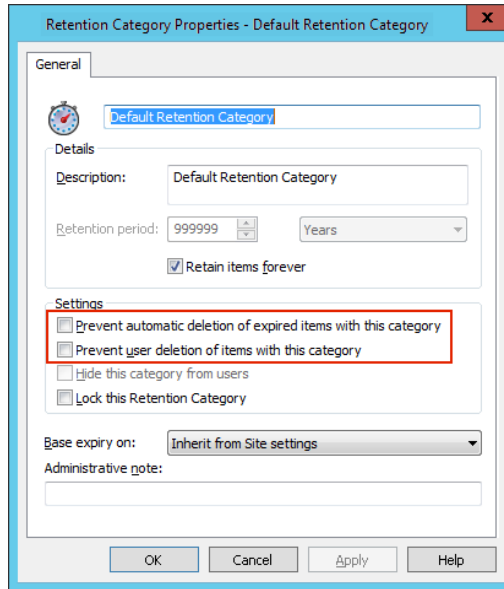 Retention Category Properties - Default Retention Category
x
General
Default Retention Category
Details
Description:
Default Retention Category
Retention period:
999999
Years
Retain items forever
Settings
Prevent automatic deletion of expired items with this category
Prevent user deletion of items with this category
Hide this category from users
Lock this Retention Category
Base expiry on:
Inherit from Site settings
Administrative note:
OK
Cancel
Apply
Help